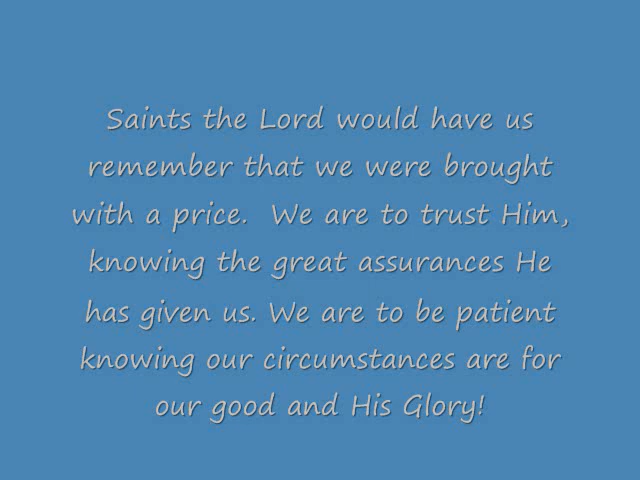 Saints the Lord would have us
remember that we were brought
with a price.  We are to trust Him,
knowing the great assurances He
has given us. We are to be patient
knowing our circumstances are for
our good and His Glory!